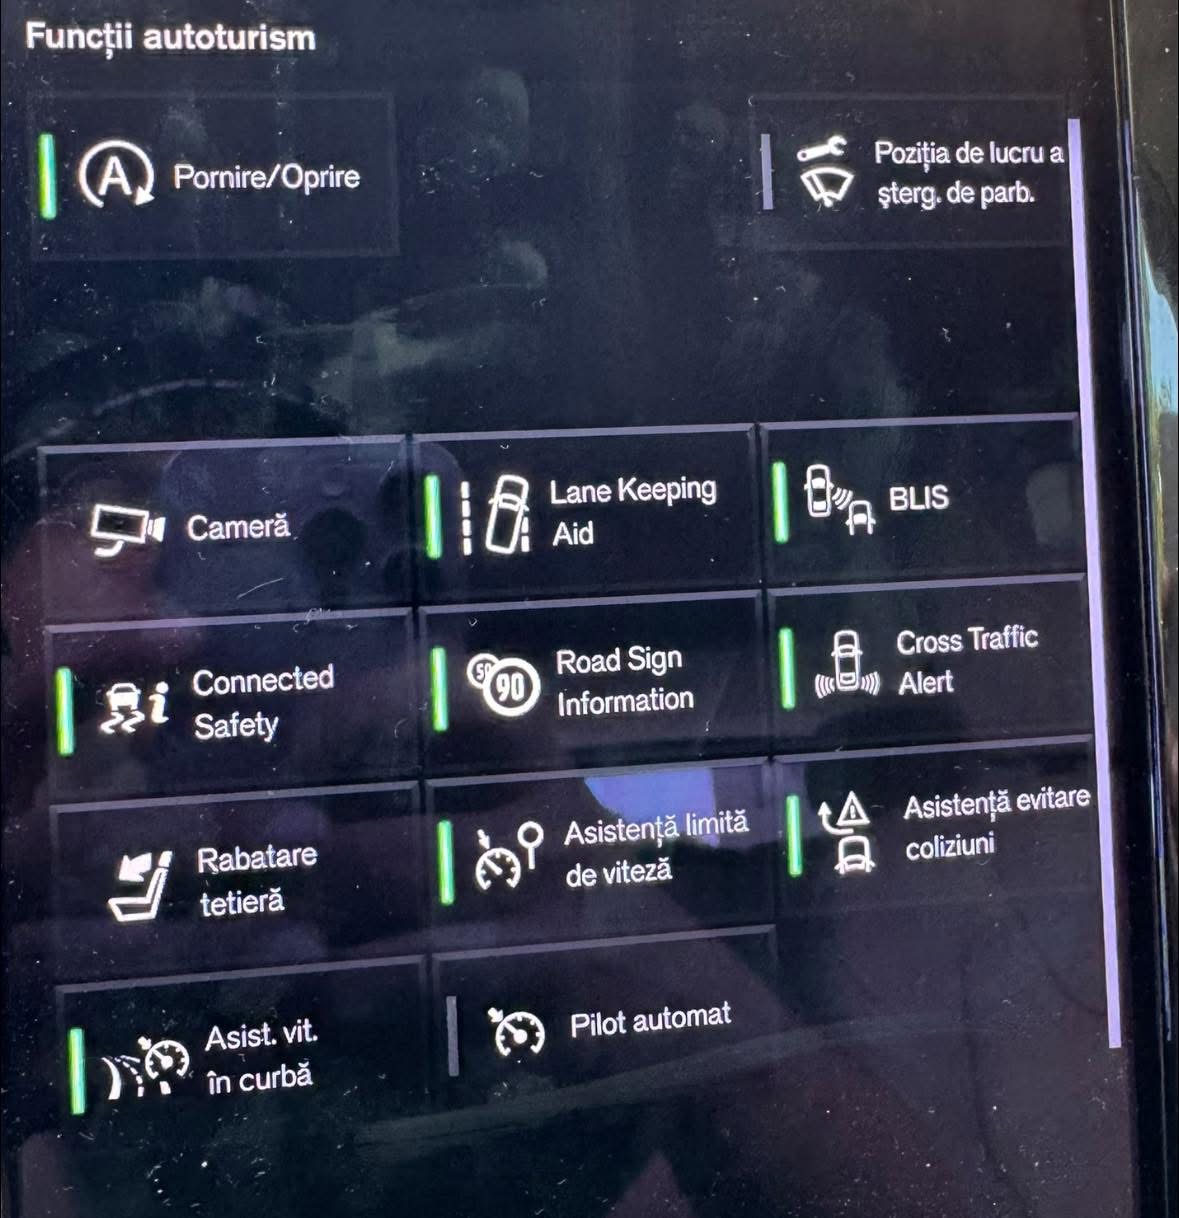 Funcții autoturism
Pornire/Oprire
Poziția de lucru a
șterg. de parb.
Cameră
Lane Keeping
Aid
BLIS
Connected
Safety
50
90
Road Sign
Information
Cross Traffic
Alert
Rabatare
tetieră
Asistență limită
de viteză
Asistență evitare
coliziuni
Asist. vit.
în curbă
Pilot automat